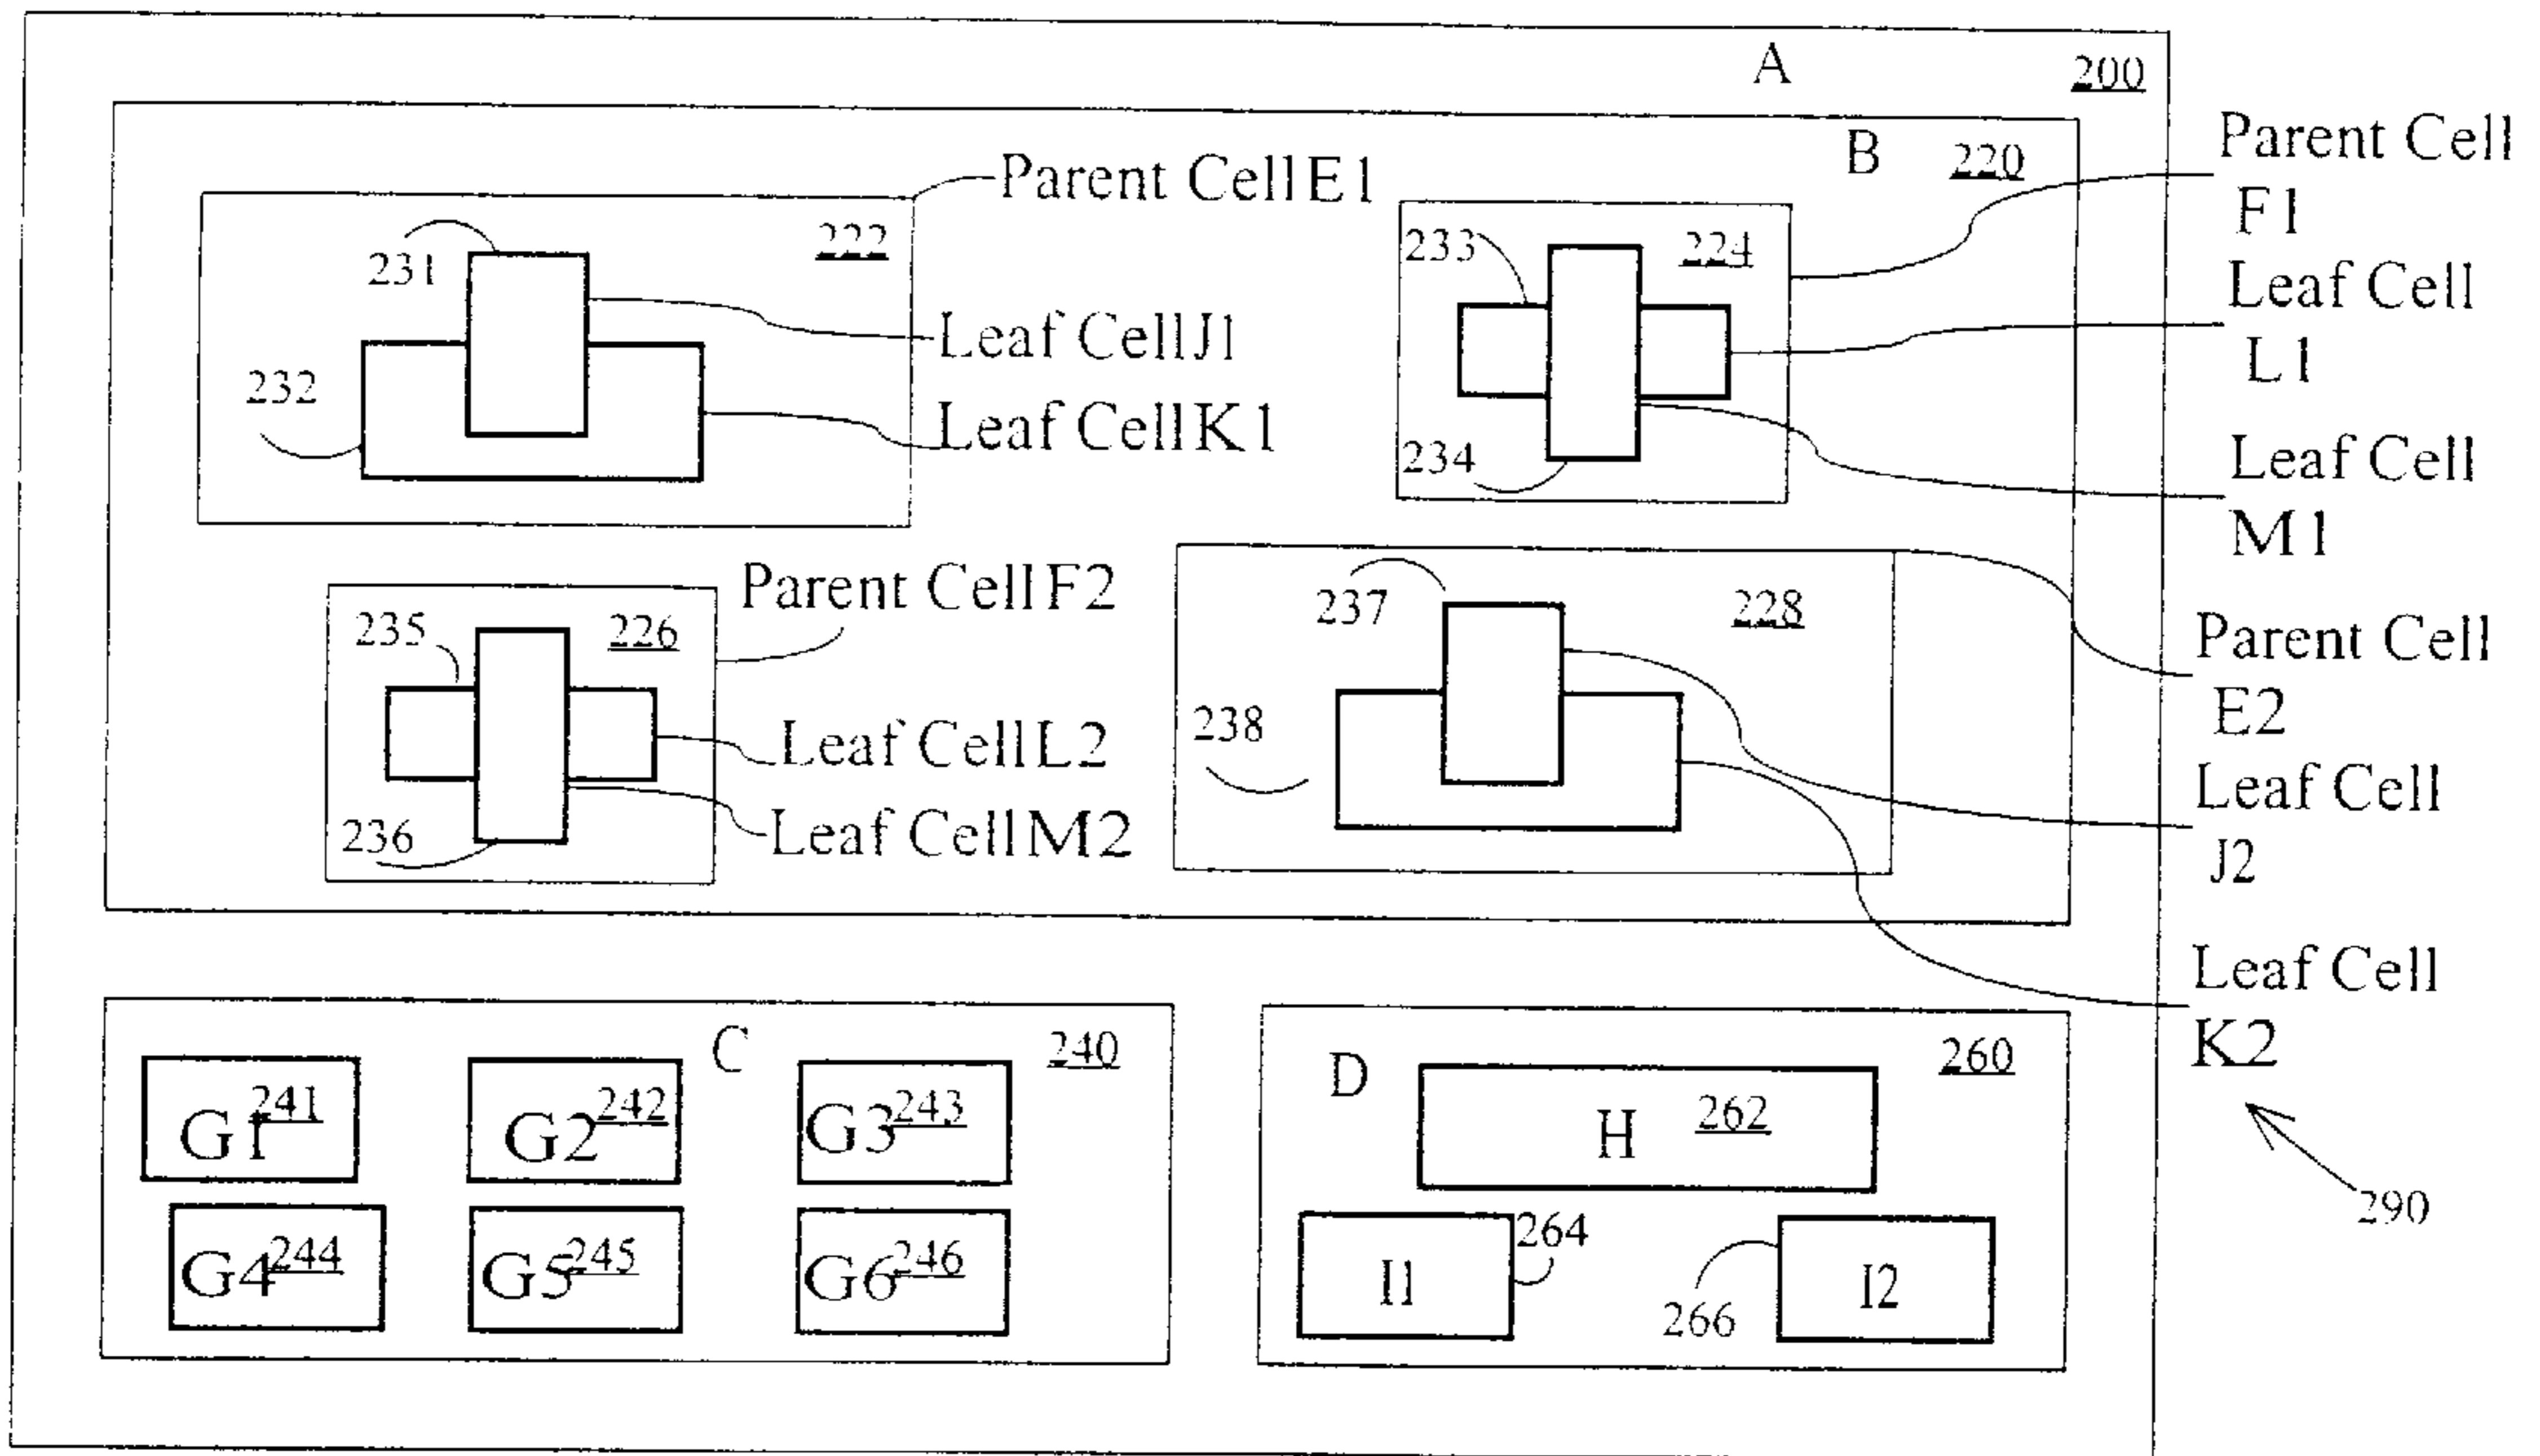 A
200
B
220
Parent Cell E1
222
231
Leaf Cell J1
232
Leaf Cell K1
233
224
234
Parent Cell
F1
Leaf Cell
L1
Leaf Cell
M1
Parent Cell F2
235
226
Leaf Cell L2
236
Leaf Cell M2
237
228
238
Parent Cell
E2
Leaf Cell
J2
Leaf Cell
K2
C
240
G1 241
G2 242
G3 243
G4 244
G5 245
G6 246
D
260
H 262
I1
264
266
I2
290